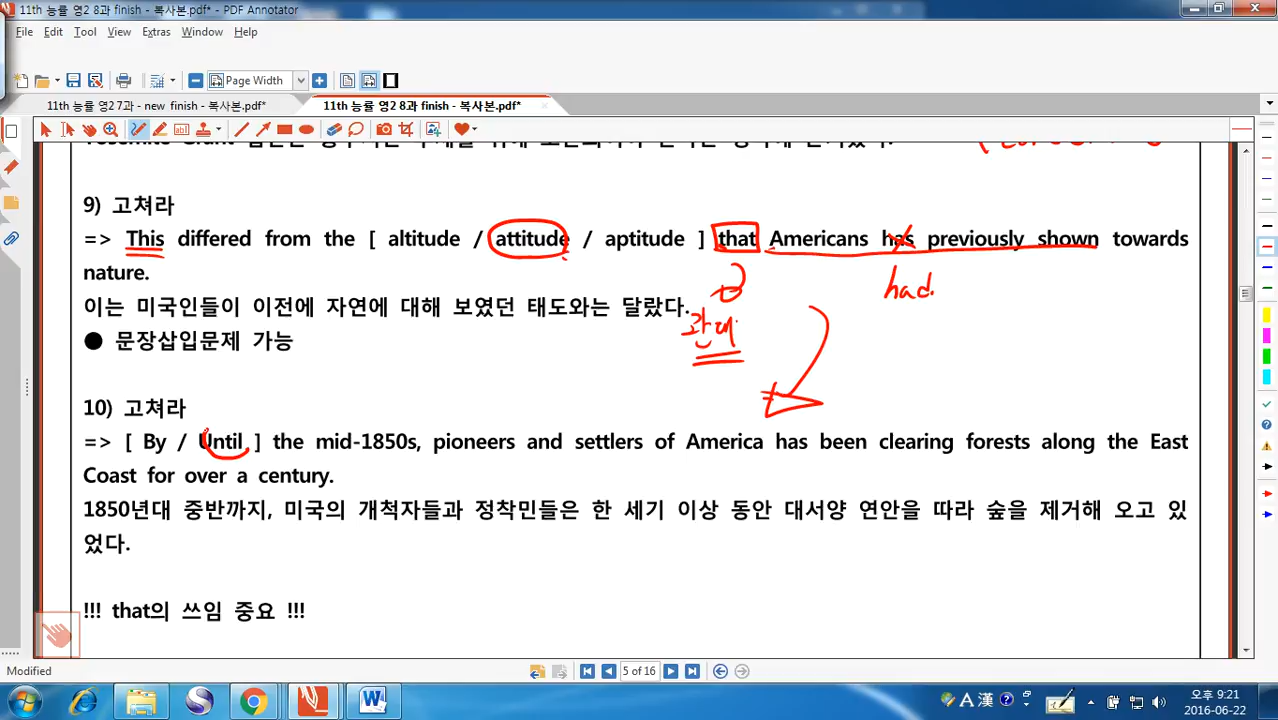 11th 능률 영2 8과 finish - 복사본.pdf* - PDF Annotator
File Edit Tool View Extras Window Help
Page Width
11th 능률 영2 7과 - new finish - 복사본.pdf*
11th 능률 영2 8과 finish - 복사본.pdf*
9) 고쳐라
=> This differed from the [ altitude / attitude / aptitude ] that Americans has previously shown towards
nature.
had.
이는 미국인들이 이전에 자연에 대해 보였던 태도와는 달랐다.
관대
● 문장삽입문제 가능
10) 고쳐라
=> [ By / Until ] the mid-1850s, pioneers and settlers of America has been clearing forests along the East
Coast for over a century.
1850년대 중반까지, 미국의 개척자들과 정착민들은 한 세기 이상 동안 대서양 연안을 따라 숲을 제거해 오고 있
었다.
!!! that의 쓰임 중요 !!!
Modified
5 of 16
A 漢
오후 9:21
2016-06-22